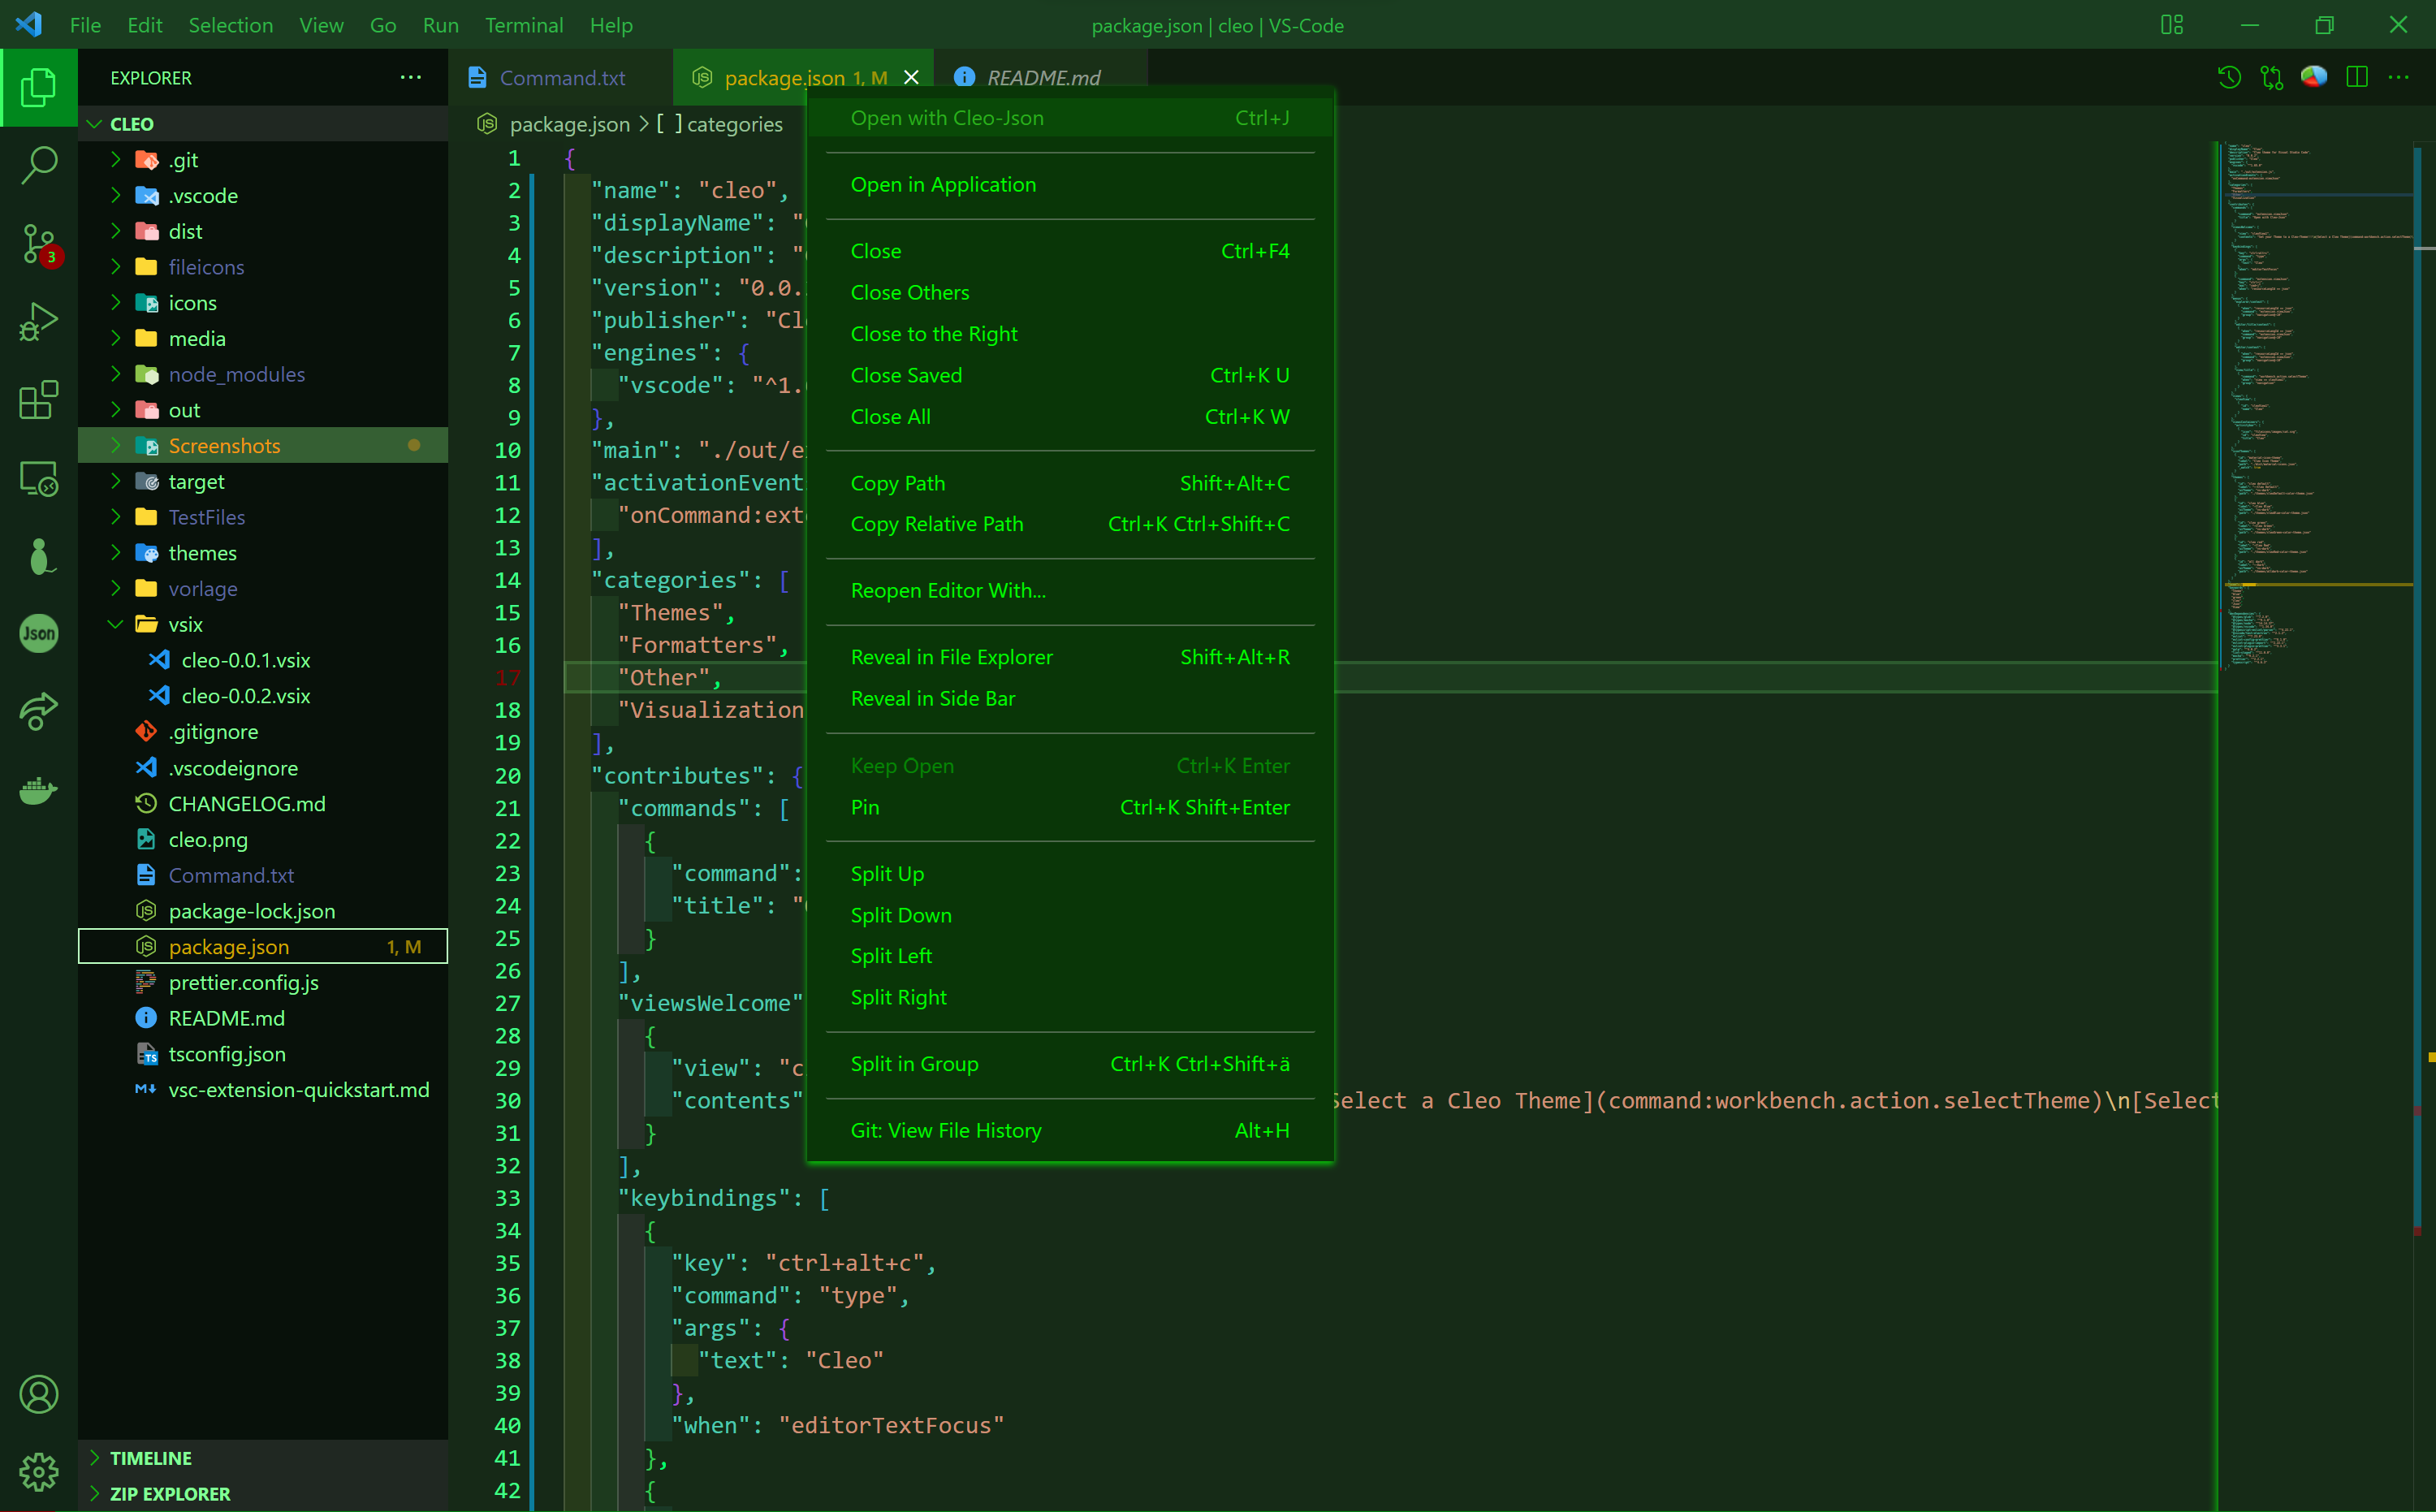 File Edit Selection View Go Run Terminal Help
package.json | cleo | VS-Code
EXPLORER
CLEO
.git
.vscode
dist
fileicons
icons
media
node_modules
out
Screenshots
target
TestFiles
themes
vorlage
vsix
cleo-0.0.1.vsix
cleo-0.0.2.vsix
.gitignore
.vscodeignore
CHANGELOG.md
cleo.png
Command.txt
package-lock.json
package.json 1, M
prettier.config.js
README.md
tsconfig.json
vsc-extension-quickstart.md
TIMELINE
ZIP EXPLORER
3
Json
Command.txt
package.json 1, M
README.md
package.json > [ ] categories
1 {
2 "name": "cleo",
3 "displayName": "
4 "description": "
5 "version": "0.0.
6 "publisher": "Cl
7 "engines": {
8 "vscode": "^1.
9 },
10 "main": "./out/e
11 "activationEvent
12 "onCommand:ext
13 ],
14 "categories": [
15 "Themes",
16 "Formatters",
17 "Other",
18 "Visualization
19 ],
20 "contributes": {
21 "commands": [
22 {
23 "command":
24 "title": "
25 }
26 ],
27 "viewsWelcome"
28 {
29 "view": "c
30 "contents" Select a Cleo Theme](command:workbench.action.selectTheme)\n[Select
31 }
32 ],
33 "keybindings": [
34 {
35 "key": "ctrl+alt+c",
36 "command": "type",
37 "args": {
38 "text": "Cleo"
39 },
40 "when": "editorTextFocus"
41 },
42 {
Open with Cleo-Json Ctrl+J
Open in Application
Close Ctrl+F4
Close Others
Close to the Right
Close Saved Ctrl+K U
Close All Ctrl+K W
Copy Path Shift+Alt+C
Copy Relative Path Ctrl+K Ctrl+Shift+C
Reopen Editor With...
Reveal in File Explorer Shift+Alt+R
Reveal in Side Bar
Keep Open Ctrl+K Enter
Pin Ctrl+K Shift+Enter
Split Up
Split Down
Split Left
Split Right
Split in Group Ctrl+K Ctrl+Shift+ä
Git: View File History Alt+H